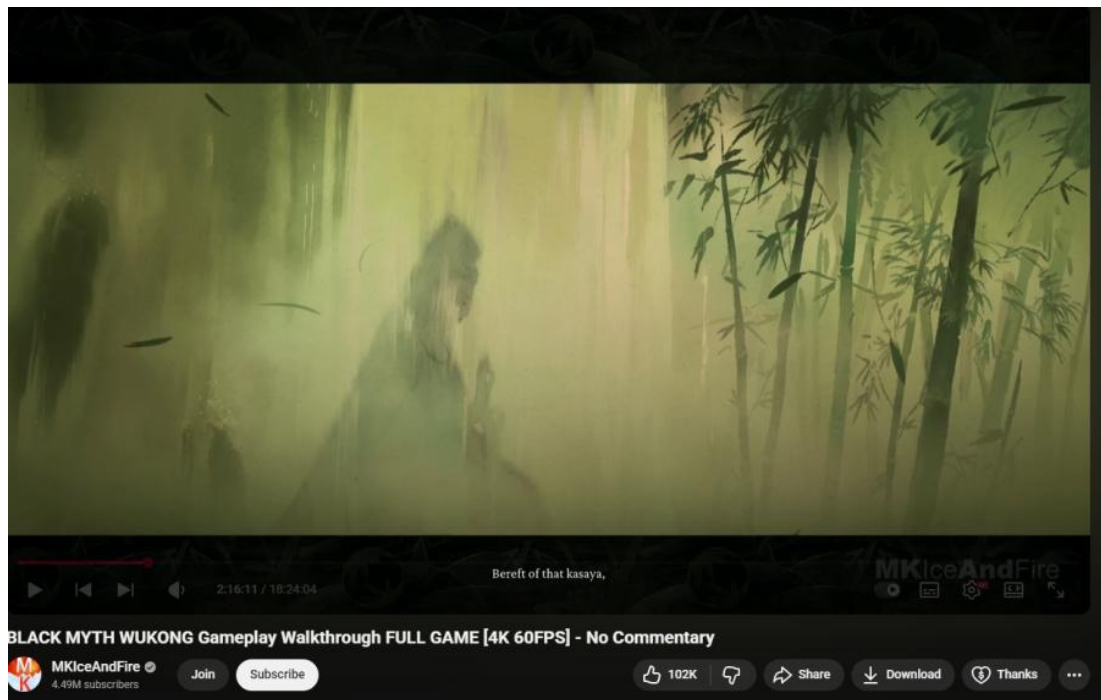 Bereft of that kasaya,
MKIceAndFire
2:16:11 / 18:24:04
BLACK MYTH WUKONG Gameplay Walkthrough FULL GAME [4K 60FPS] - No Commentary
MK
MKIceAndFire
4.49M subscribers
Join
Subscribe
102K
Share
Download
Thanks